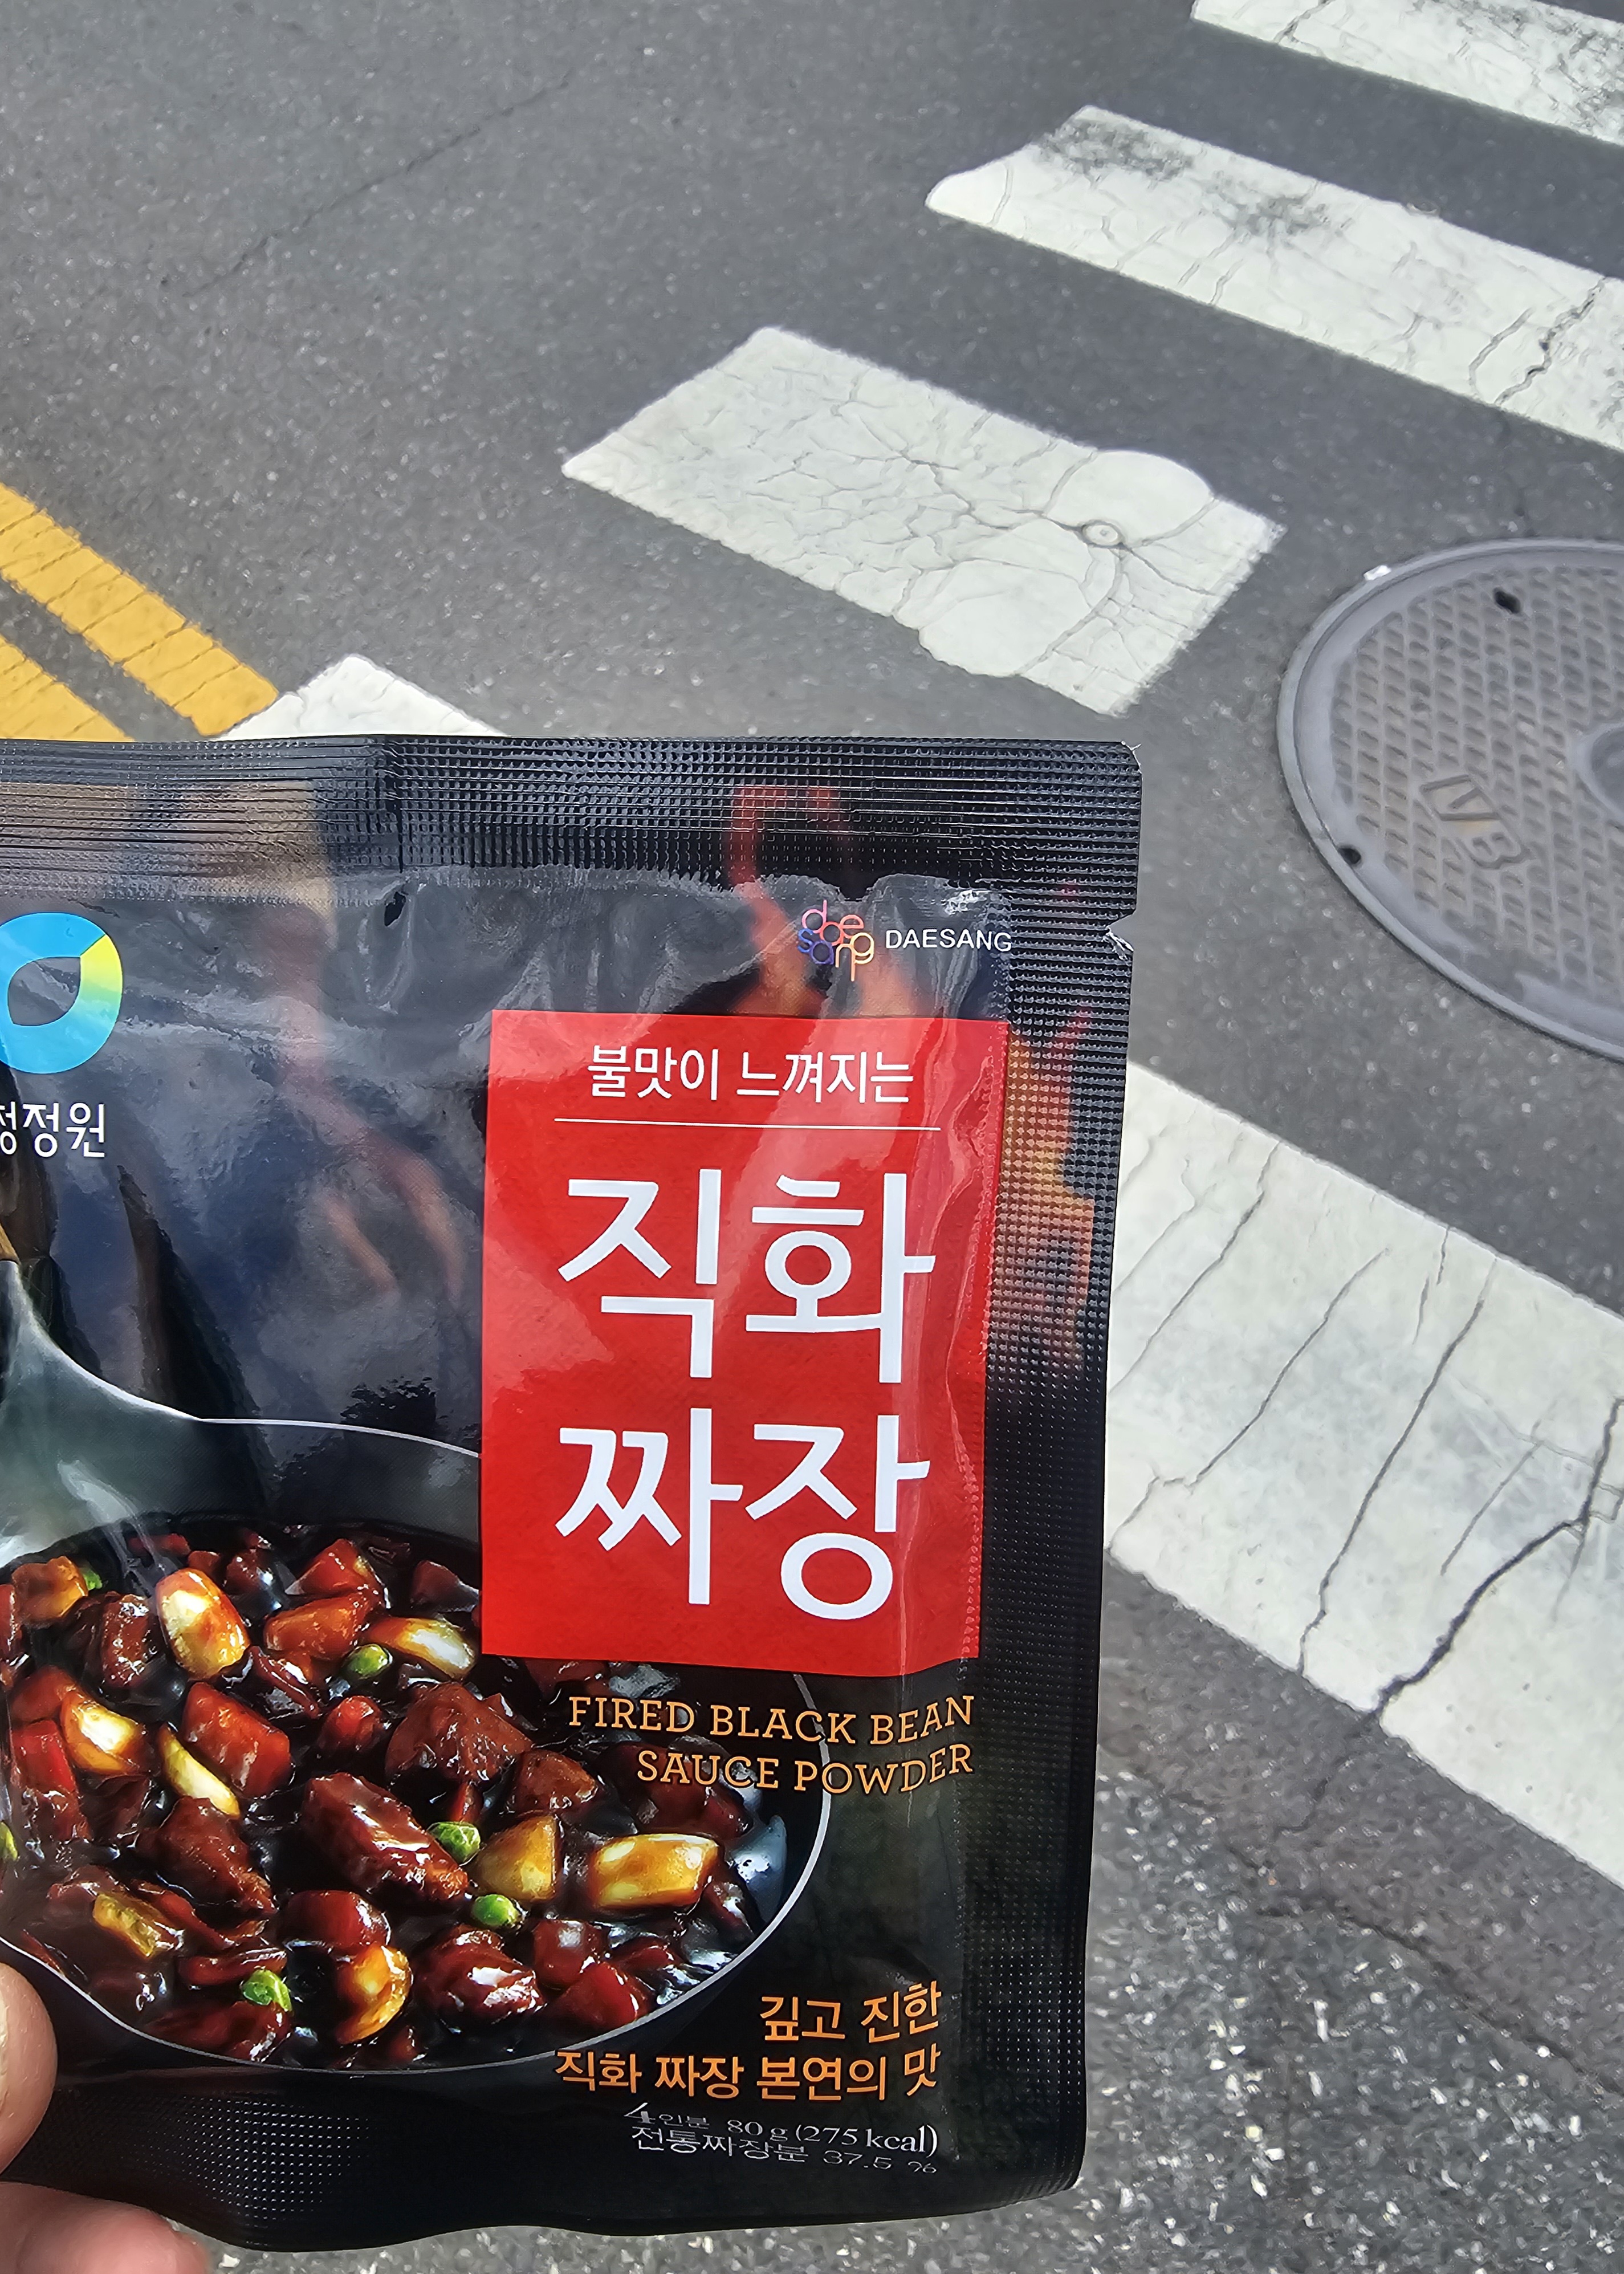 daesang DAESANG
정원
불맛이 느껴지는
직화
짜장
FIRED BLACK BEAN
SAUCE POWDER
깊고 진한
직화 짜장 본연의 맛
4인분 80 g (275 kcal)
전통짜장분 37.5 %